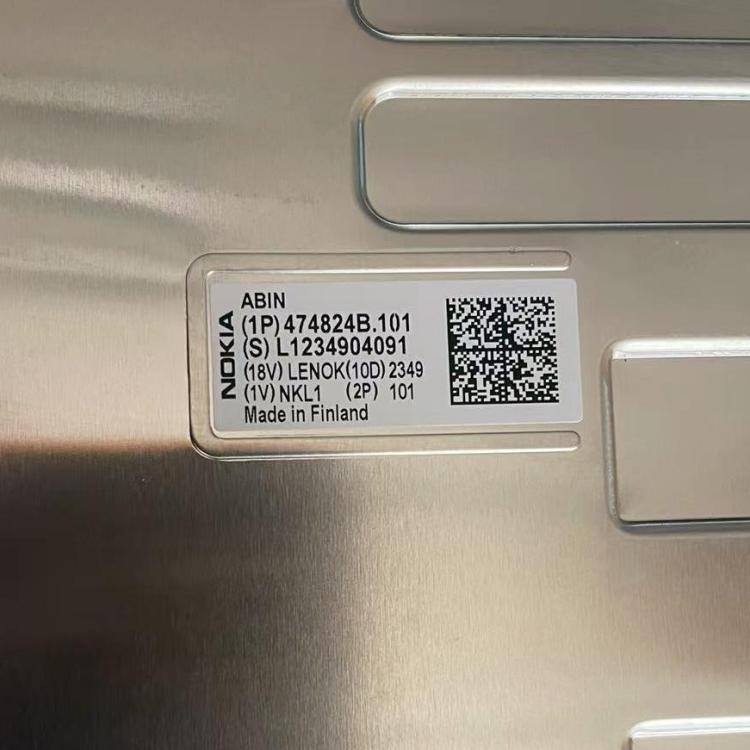 NOKIA
ABIN
(1P) 474824B.101
(S) L1234904091
(18V) LENOK(10D) 2349
(1V) NKL1 (2P) 101
Made in Finland